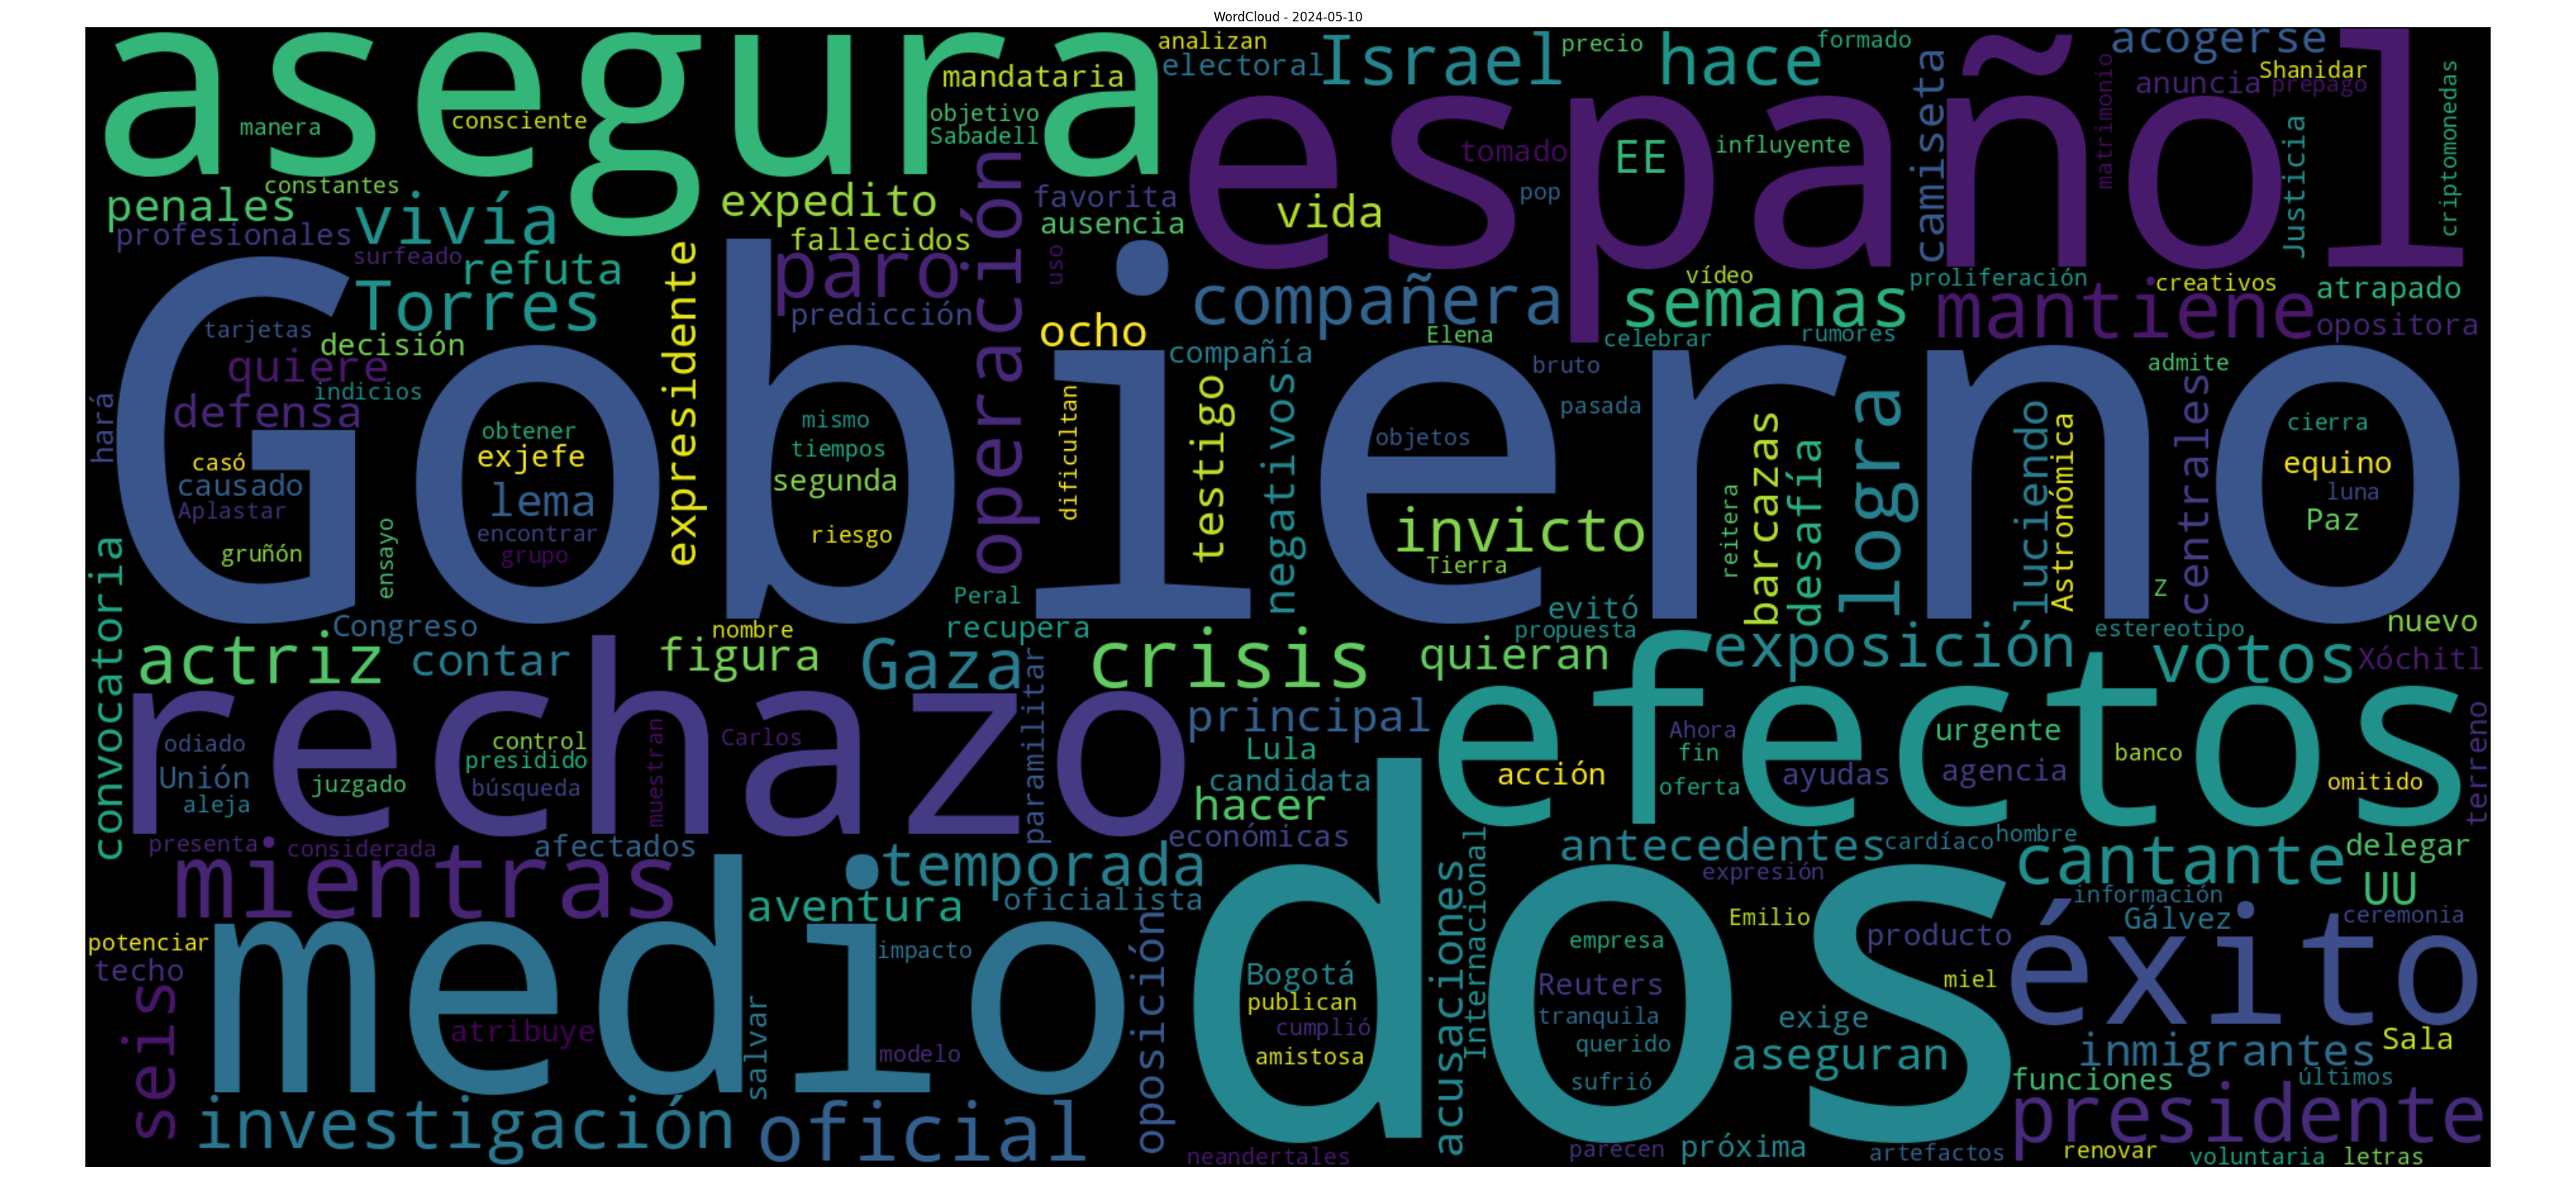 WordCloud - 2024-05-10
asegura
español
Gobierno
rechazo
efectos
medio
dos
éxito
analizan
electoral
Israel
precio
hace
formado
camiseta
acogerse
anuncia
Shanidar
prepago
matrimonio
criptomonedas
Justicia
mandataria
objetivo
Sabadell
manera
consciente
tomado
EE
influyente
pop
vida
constantes
penales
profesionales
vivía
surfeado
refuta
Torres
expedito
fallecidos
paro
predicción
operación
favorita
ausencia
uso
expresidente
ocho
compañera
compañía
Elena
vídeo
semanas
celebrar
rumores
proliferación
mantiene
creativos
atrapado
opositora
tarjetas
decisión
quiere
indicios
defensa
hará
casó
causado
Aplastar
gruñón
ensayo
obtener
exjefe
lema
encontrar
grupo
mismo
tiempos
segunda
riesgo
dificultan
testigo
negativos
bruto
pasada
objetos
invicto
Tierra
reitera
barcazas
desafía
logra
luciendo
Astronómica
Z
centrales
admite
cierra
equino
luna
Paz
convocatoria
Congreso
actriz
contar
nombre
figura
Peral
recupera
Gaza
crisis
evitó
propuesta
quieran
exposición
estereotipo
votos
nuevo
Xóchitl
paramilitar
principal
Lula
candidata
hacer
económicas
odiado
Unión
aleja
juzgado
control
presidido
búsqueda
muestran
Carlos
Ahora
fin
oferta
acción
ayudas
urgente
agencia
banco
omitido
terreno
presenta
considerada
afectados
mientras
temporada
aventura
oficialista
antecedentes
cardíaco
hombre
expresión
cantante
delegar
UU
información
Gálvez
ceremonia
potenciar
techo
seis
impacto
atribuye
salvar
modelo
oposición
Bogotá
publican
cumplió
amistosa
acusaciones
Internacional
empresa
Reuters
tranquila
querido
sufrió
Emilio
producto
miel
exige
aseguran
inmigrantes
Sala
funciones
últimos
presidente
investigación
oficial
neandertales
parecen
próxima
artefactos
renovar
voluntaria
letras